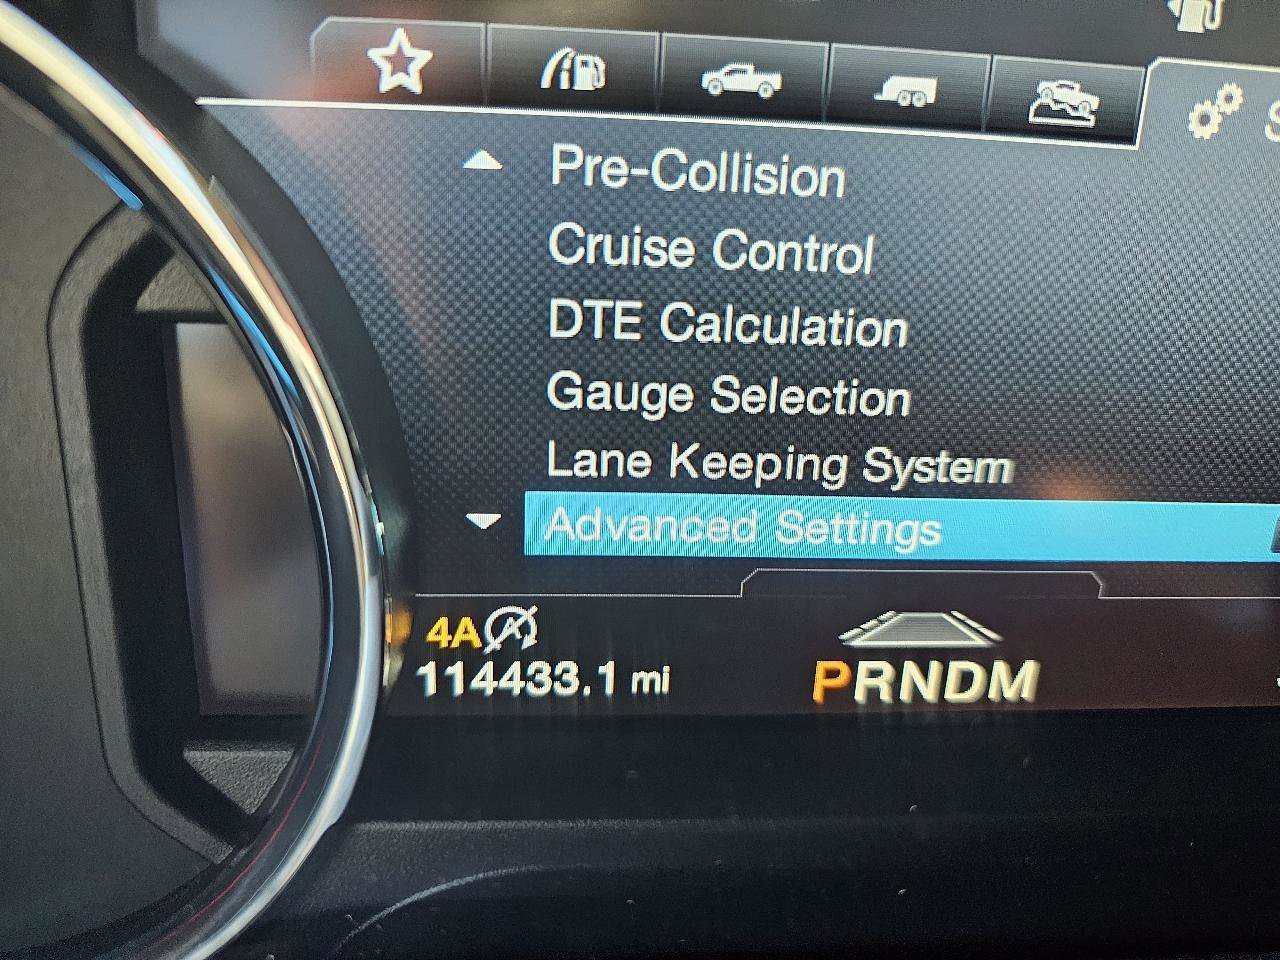 S
Pre-Collision
Cruise Control
DTE Calculation
Gauge Selection
Lane Keeping System
Advanced Settings
4A
114433.1 mi
PRNDM